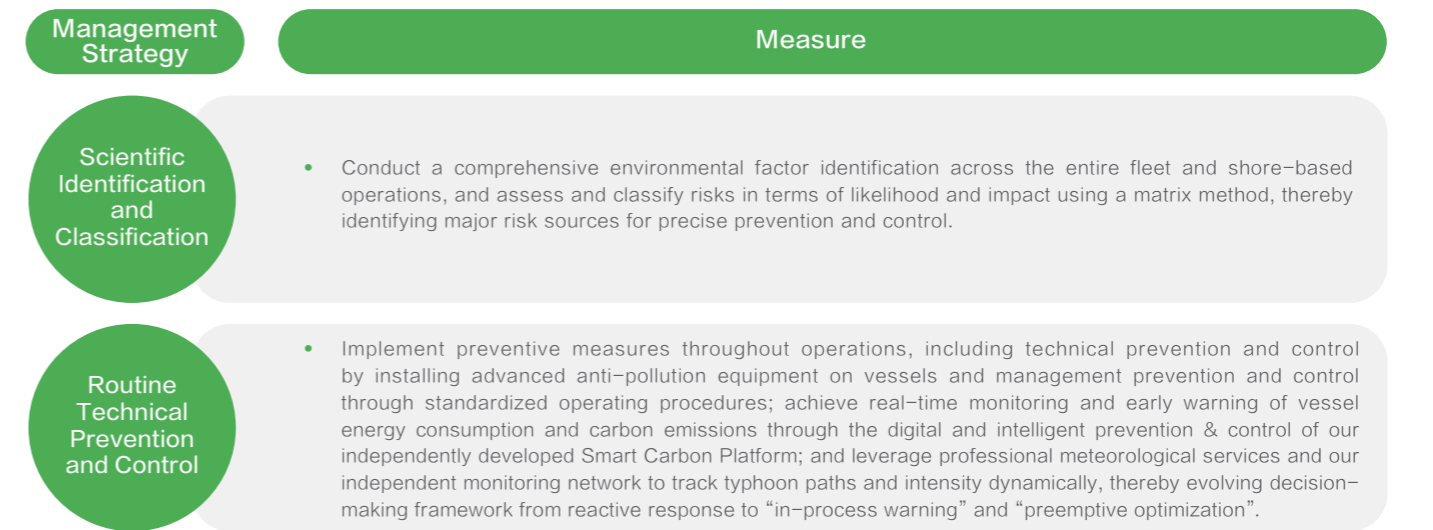 Management
Strategy
Measure
Scientific
Identification
and
Classification
• Conduct a comprehensive environmental factor identification across the entire fleet and shore-based
operations, and assess and classify risks in terms of likelihood and impact using a matrix method, thereby
identifying major risk sources for precise prevention and control.
Routine
Technical
Prevention
and Control
• Implement preventive measures throughout operations, including technical prevention and control
by installing advanced anti-pollution equipment on vessels and management prevention and control
through standardized operating procedures; achieve real-time monitoring and early warning of vessel
energy consumption and carbon emissions through the digital and intelligent prevention & control of our
independently developed Smart Carbon Platform; and leverage professional meteorological services and our
independent monitoring network to track typhoon paths and intensity dynamically, thereby evolving decision-
making framework from reactive response to “in-process warning” and “preemptive optimization”.